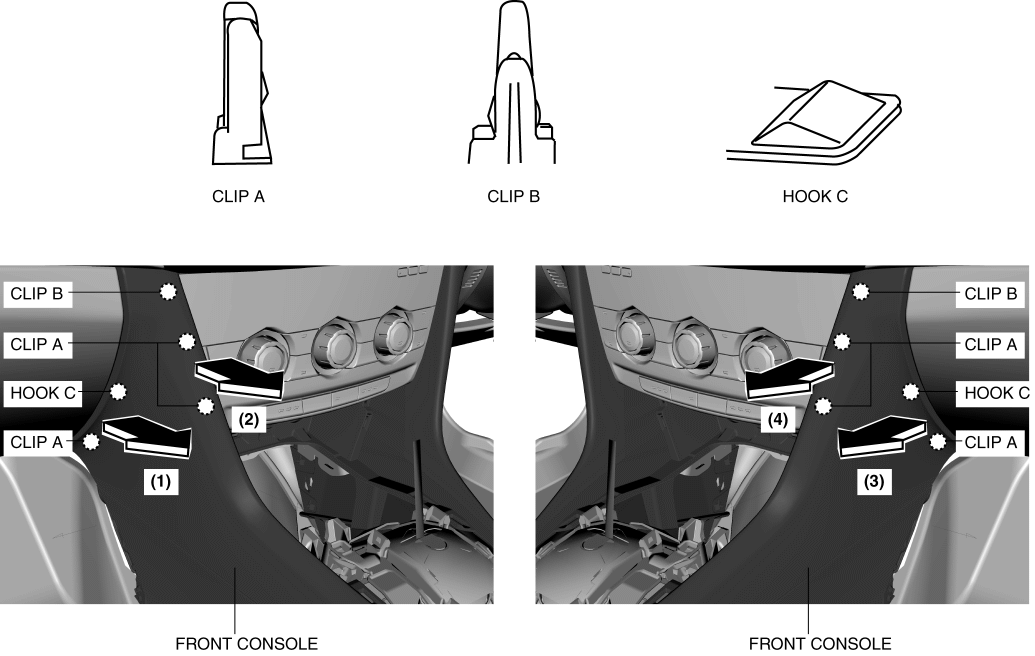 CLIP A
CLIP B
HOOK C
CLIP B
CLIP A
HOOK C
CLIP A
(2)
(1)
FRONT CONSOLE
CLIP B
CLIP A
HOOK C
CLIP A
(4)
(3)
FRONT CONSOLE